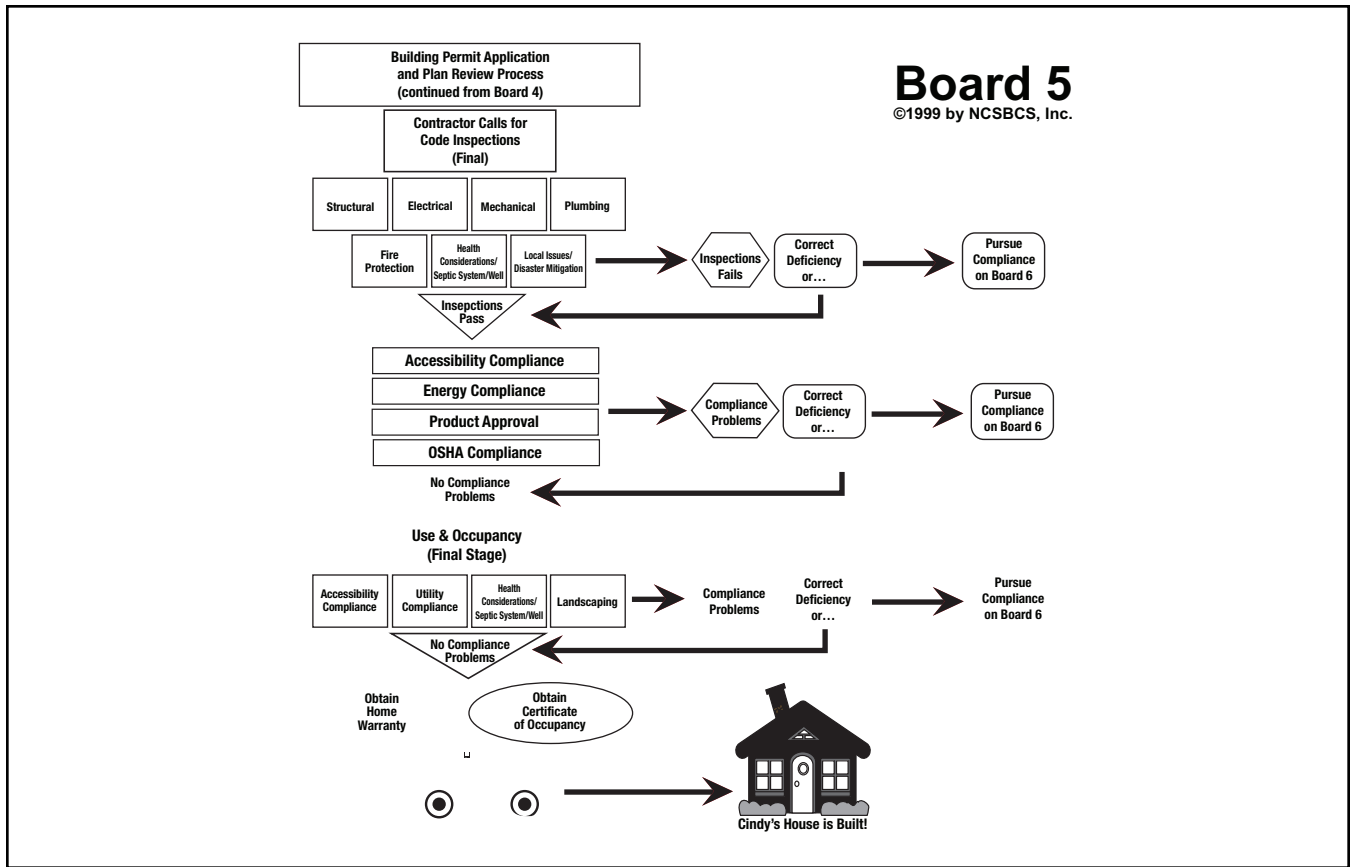 Building Permit Application
and Plan Review Process
(continued from Board 4)
Board 5
©1999 by NCSBCS, Inc.
Contractor Calls for
Code Inspections
(Final)
Structural
Electrical
Mechanical
Plumbing
Fire
Protection
Health
Considerations/
Septic System/Well
Local Issues/
Disaster Mitigation
Inspections
Fails
Correct
Deficiency
or…
Pursue
Compliance
on Board 6
Insepctions
Pass
Accessibility Compliance
Energy Compliance
Product Approval
OSHA Compliance
Compliance
Problems
Correct
Deficiency
or…
Pursue
Compliance
on Board 6
No Compliance
Problems
Use & Occupancy
(Final Stage)
Accessibility
Compliance
Utility
Compliance
Health
Considerations/
Septic System/Well
Landscaping
Compliance
Problems
Correct
Deficiency
or…
Pursue
Compliance
on Board 6
No Compliance
Problems
Obtain
Home
Warranty
Obtain
Certificate
of Occupancy
Cindy's House is Built!